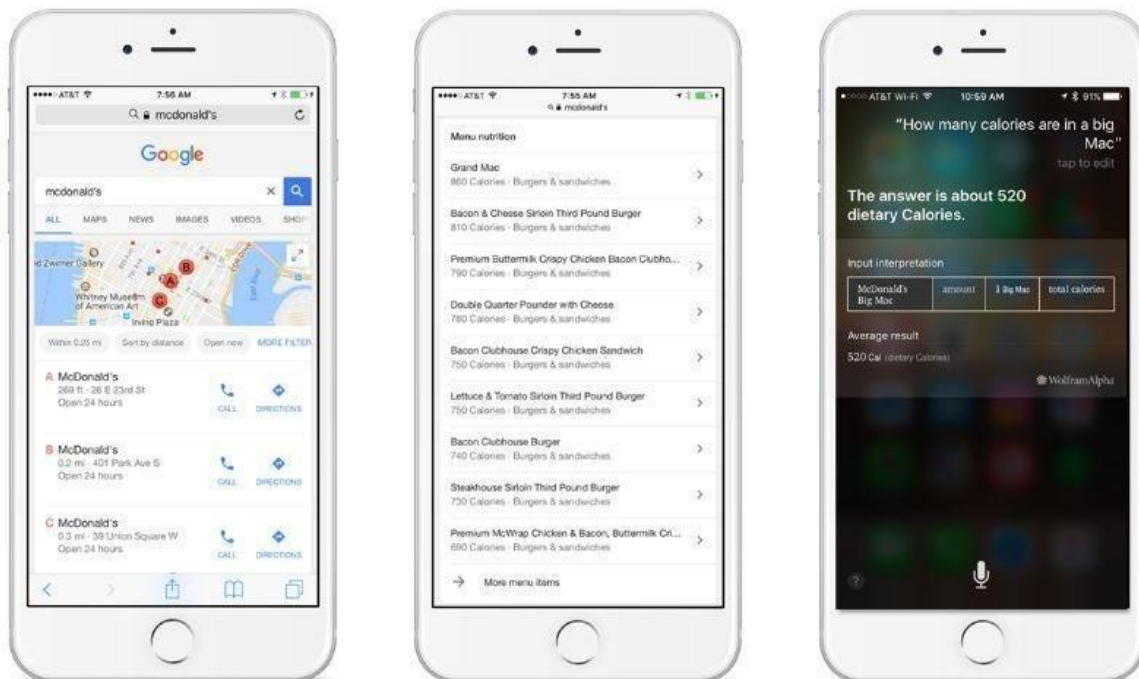 AT&T 7:56 AM
mcdonald's
Google
mcdonald's
ALL MAPS NEWS IMAGES VIDEOS SHOP
d Zwirner Gallery
Whitney Museum
of American Art
Irving Plaza
East River
Within 0.25 mi Sort by distance Open now MORE FILTER
A McDonald's
269 ft · 26 E 23rd St
Open 24 hours
CALL DIRECTIONS
B McDonald's
0.2 mi · 401 Park Ave S
Open 24 hours
CALL DIRECTIONS
C McDonald's
0.3 mi · 39 Union Square W
Open 24 hours
CALL DIRECTIONS
AT&T 7:55 AM
mcdonald's
Menu nutrition
Grand Mac
860 Calories · Burgers & sandwiches
Bacon & Cheese Sirloin Third Pound Burger
810 Calories · Burgers & sandwiches
Premium Buttermilk Crispy Chicken Bacon Clubho...
790 Calories · Burgers & sandwiches
Double Quarter Pounder with Cheese
780 Calories · Burgers & sandwiches
Bacon Clubhouse Crispy Chicken Sandwich
750 Calories · Burgers & sandwiches
Lettuce & Tomato Sirloin Third Pound Burger
750 Calories · Burgers & sandwiches
Bacon Clubhouse Burger
740 Calories · Burgers & sandwiches
Steakhouse Sirloin Third Pound Burger
730 Calories · Burgers & sandwiches
Premium McWrap Chicken & Bacon, Buttermilk Cri...
690 Calories · Burgers & sandwiches
More menu items
AT&T Wi-Fi 10:59 AM 91%
"How many calories are in a big
Mac"
tap to edit
The answer is about 520
dietary Calories.
Input interpretation
McDonald's
Big Mac
amount
1 Big Mac
total calories
Average result
520 Cal (dietary Calories)
WolframAlpha
?